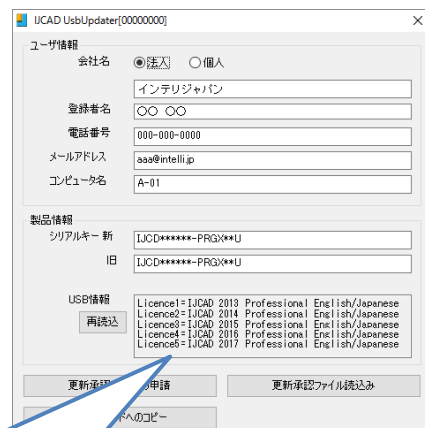 IJCAD UsbUpdater[00000000]
ユーザ情報
会社名 法人 個人
インテリジャパン
登録者名 ○○ ○○
電話番号 000-000-0000
メールアドレス aaa@intelli.jp
コンピュータ名 A-01
製品情報
シリアルキー 新 IJCD******-PRGX**U
旧 IJCD******-PRGX**U
USB情報
再読込
Licence1=IJCAD 2013 Professional English/Japanese
Licence2=IJCAD 2014 Professional English/Japanese
Licence3=IJCAD 2015 Professional English/Japanese
Licence4=IJCAD 2016 Professional English/Japanese
Licence5=IJCAD 2017 Professional English/Japanese
更新承認 の申請 更新承認ファイル読込み
へのコピー